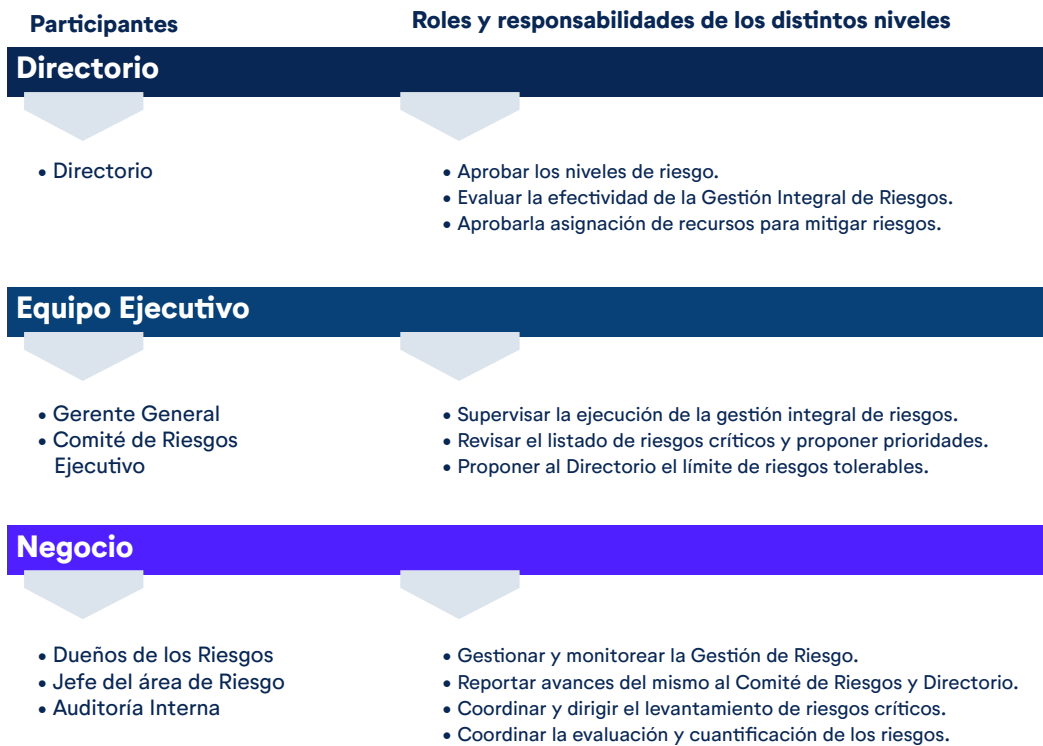 Participantes
Roles y responsabilidades de los distintos niveles
Directorio
• Directorio
• Aprobar los niveles de riesgo.
• Evaluar la efectividad de la Gestión Integral de Riesgos.
• Aprobarla asignación de recursos para mitigar riesgos.
Equipo Ejecutivo
• Gerente General
• Comité de Riesgos
Ejecutivo
• Supervisar la ejecución de la gestión integral de riesgos.
• Revisar el listado de riesgos críticos y proponer prioridades.
• Proponer al Directorio el límite de riesgos tolerables.
Negocio
• Dueños de los Riesgos
• Jefe del área de Riesgo
• Auditoría Interna
• Gestionar y monitorear la Gestión de Riesgo.
• Reportar avances del mismo al Comité de Riesgos y Directorio.
• Coordinar y dirigir el levantamiento de riesgos críticos.
• Coordinar la evaluación y cuantificación de los riesgos.